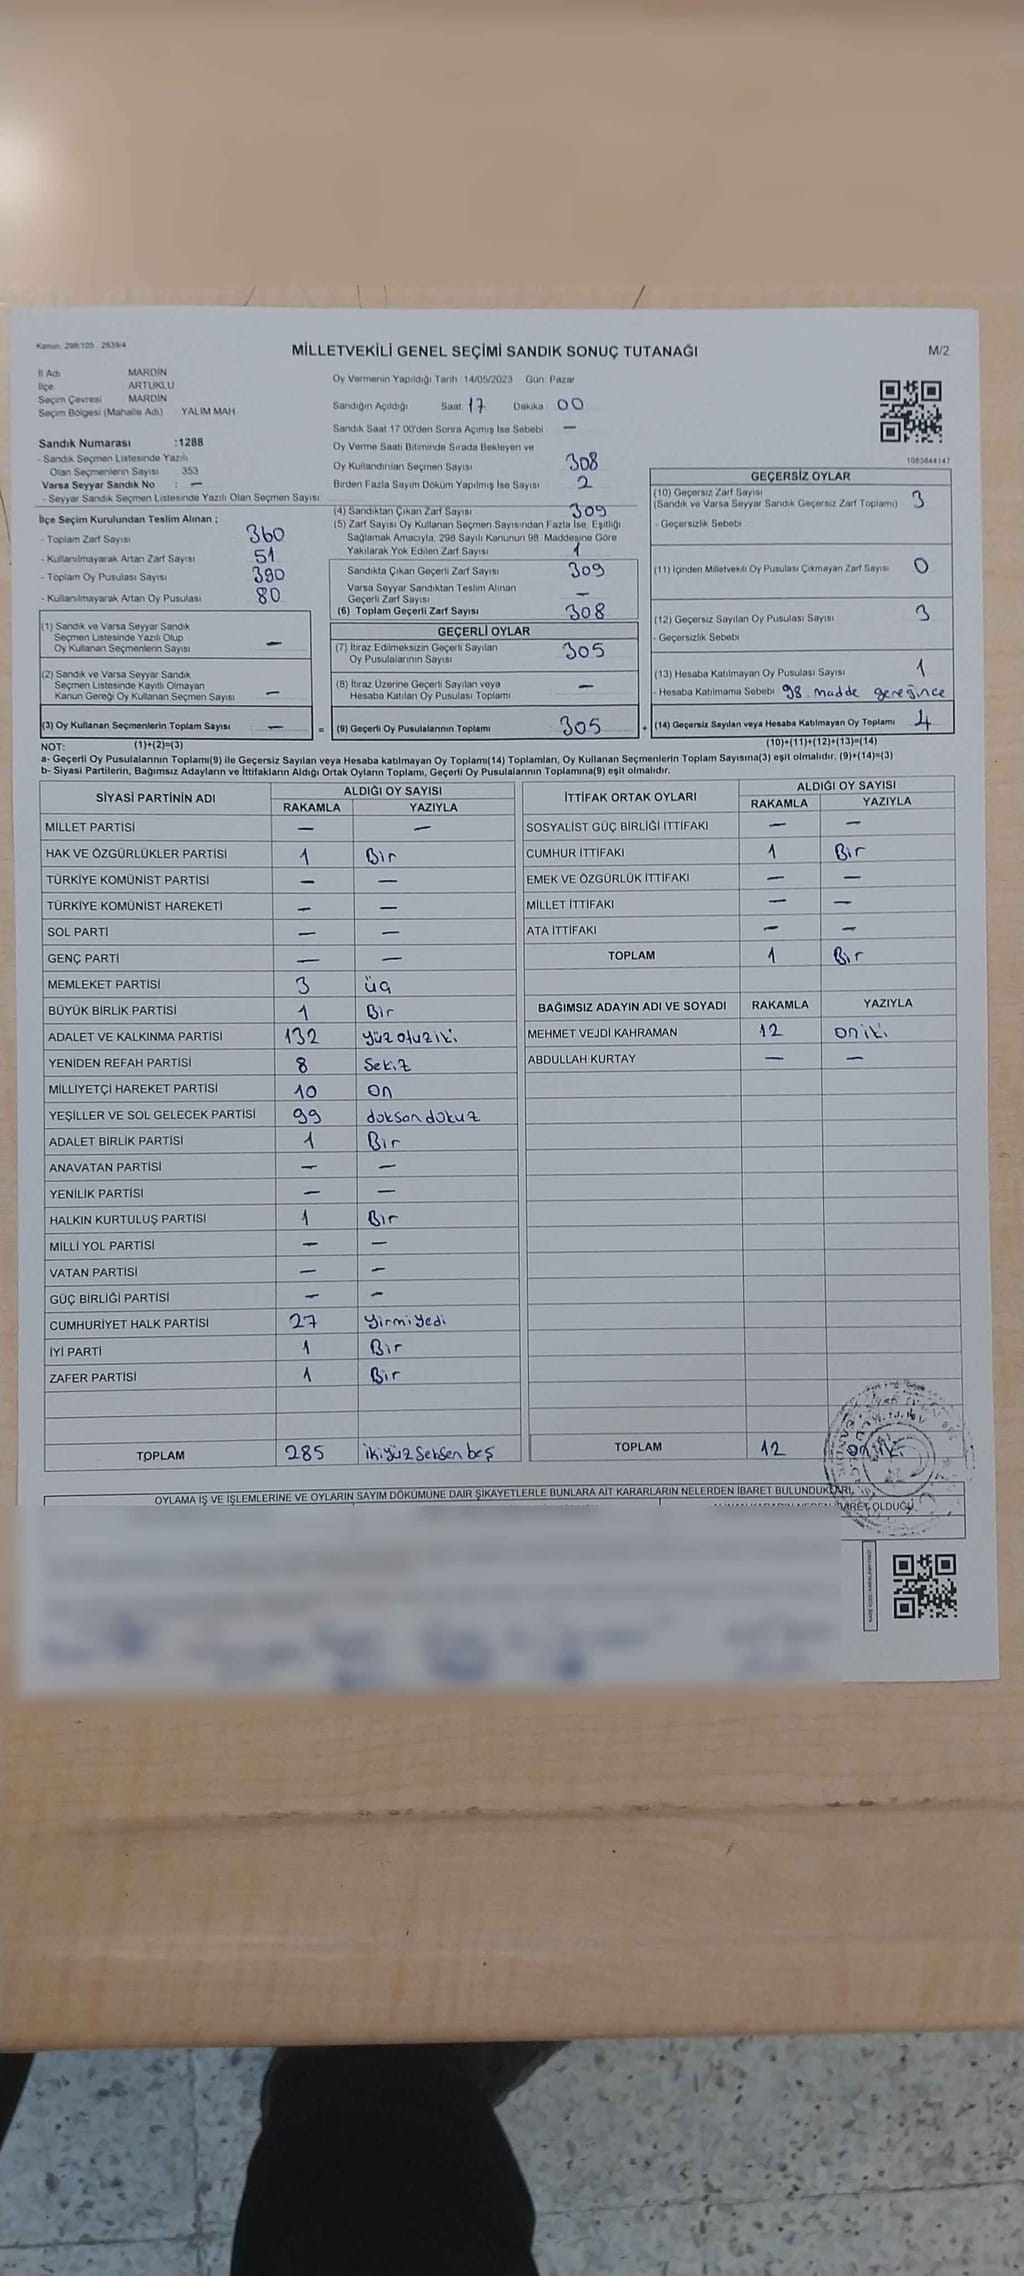 Kanun: 298/105 2839/4
MİLLETVEKİLİ GENEL SEÇİMİ SANDIK SONUÇ TUTANAĞI
M/2
İl Adı MARDİN
İlçe ARTUKLU
Seçim Çevresi MARDİN
Seçim Bölgesi (Mahalle Adı) YALIM MAH
Sandık Numarası :1288
- Sandık Seçmen Listesinde Yazılı
Olan Seçmenlerin Sayısı 353
Varsa Seyyar Sandık No : —
- Seyyar Sandık Seçmen Listesinde Yazılı Olan Seçmen Sayısı
İlçe Seçim Kurulundan Teslim Alınan ;
- Toplam Zarf Sayısı 360
- Kullanılmayarak Artan Zarf Sayısı 51
- Toplam Oy Pusulası Sayısı 390
- Kullanılmayarak Artan Oy Pusulası 80
(1) Sandık ve Varsa Seyyar Sandık
Seçmen Listesinde Yazılı Olup
Oy Kullanan Seçmenlerin Sayısı —
(2) Sandık ve Varsa Seyyar Sandık
Seçmen Listesinde Kayıtlı Olmayan
Kanun Gereği Oy Kullanan Seçmen Sayısı —
(3) Oy Kullanan Seçmenlerin Toplam Sayısı —
Oy Vermenin Yapıldığı Tarih :14/05/2023 Gün: Pazar
Sandığın Açıldığı Saat 17 Dakika 00
Sandık Saat 17:00'den Sonra Açımış İse Sebebi —
Oy Verme Saati Bitiminde Sırada Bekleyen ve
Oy Kullandırılan Seçmen Sayısı 308
Birden Fazla Sayım Döküm Yapılmış İse Sayısı 2
(4) Sandıktan Çıkan Zarf Sayısı 309
(5) Zarf Sayısı Oy Kullanan Seçmen Sayısından Fazla İse, Eşitliği
Sağlamak Amacıyla, 298 Sayılı Kanunun 98. Maddesine Göre
Yakılarak Yok Edilen Zarf Sayısı 1
Sandıkta Çıkan Geçerli Zarf Sayısı 309
Varsa Seyyar Sandıktan Teslim Alınan
Geçerli Zarf Sayısı —
(6) Toplam Geçerli Zarf Sayısı 308
GEÇERLİ OYLAR
(7) İtiraz Edilmeksizin Geçerli Sayılan
Oy Pusulalarının Sayısı 305
(8) İtiraz Üzerine Geçerli Sayılan veya
Hesaba Katılan Oy Pusulası Toplamı —
= (9) Geçerli Oy Pusulalarının Toplamı 305
1083844147
GEÇERSİZ OYLAR
(10) Geçersiz Zarf Sayısı
(Sandık ve Varsa Seyyar Sandık Geçersiz Zarf Toplamı) 3
- Geçersizlik Sebebi
(11) İçinden Milletvekili Oy Pusulası Çıkmayan Zarf Sayısı 0
(12) Geçersiz Sayılan Oy Pusulası Sayısı 3
- Geçersizlik Sebebi
(13) Hesaba Katılmayan Oy Pusulası Sayısı 1
- Hesaba Katılmama Sebebi 98. madde gereğince
+ (14) Geçersiz Sayılan veya Hesaba Katılmayan Oy Toplamı 4
NOT: (1)+(2)=(3) (10)+(11)+(12)+(13)=(14)
a- Geçerli Oy Pusulalarının Toplamı(9) ile Geçersiz Sayılan veya Hesaba katılmayan Oy Toplamı(14) Toplamları, Oy Kullanan Seçmenlerin Toplam Sayısına(3) eşit olmalıdır. (9)+(14)=(3)
b- Siyasi Partilerin, Bağımsız Adayların ve İttifakların Aldığı Ortak Oyların Toplamı, Geçerli Oy Pusulalarının Toplamına(9) eşit olmalıdır.
SİYASİ PARTİNİN ADI ALDIĞI OY SAYISI
RAKAMLA YAZIYLA
MİLLET PARTİSİ — —
HAK VE ÖZGÜRLÜKLER PARTİSİ 1 Bir
TÜRKİYE KOMÜNİST PARTİSİ — —
TÜRKİYE KOMÜNİST HAREKETİ — —
SOL PARTİ — —
GENÇ PARTİ — —
MEMLEKET PARTİSİ 3 üç
BÜYÜK BİRLİK PARTİSİ 1 Bir
ADALET VE KALKINMA PARTİSİ 132 yüzotuziki
YENİDEN REFAH PARTİSİ 8 Sekiz
MİLLİYETÇİ HAREKET PARTİSİ 10 on
YEŞİLLER VE SOL GELECEK PARTİSİ 99 doksandokuz
ADALET BİRLİK PARTİSİ 1 Bir
ANAVATAN PARTİSİ — —
YENİLİK PARTİSİ — —
HALKIN KURTULUŞ PARTİSİ 1 Bir
MİLLİ YOL PARTİSİ — —
VATAN PARTİSİ — —
GÜÇ BİRLİĞİ PARTİSİ — —
CUMHURİYET HALK PARTİSİ 27 yirmiyedi
İYİ PARTİ 1 Bir
ZAFER PARTİSİ 1 Bir
TOPLAM 285 ikiyüzseksenbeş
İTTİFAK ORTAK OYLARI ALDIĞI OY SAYISI
RAKAMLA YAZIYLA
SOSYALİST GÜÇ BİRLİĞİ İTTİFAKI — —
CUMHUR İTTİFAKI 1 Bir
EMEK VE ÖZGÜRLÜK İTTİFAKI — —
MİLLET İTTİFAKI — —
ATA İTTİFAKI — —
TOPLAM 1 Bir
BAĞIMSIZ ADAYIN ADI VE SOYADI RAKAMLA YAZIYLA
MEHMET VEJDİ KAHRAMAN 12 oniki
ABDULLAH KURTAY — —
TOPLAM 12 oniki
OYLAMA İŞ VE İŞLEMLERİNE VE OYLARIN SAYIM DÖKÜMÜNE DAİR ŞİKAYETLERLE BUNLARA AİT KARARLARIN NELERDEN İBARET BULUNDUKLARI
İBARET OLDUĞU